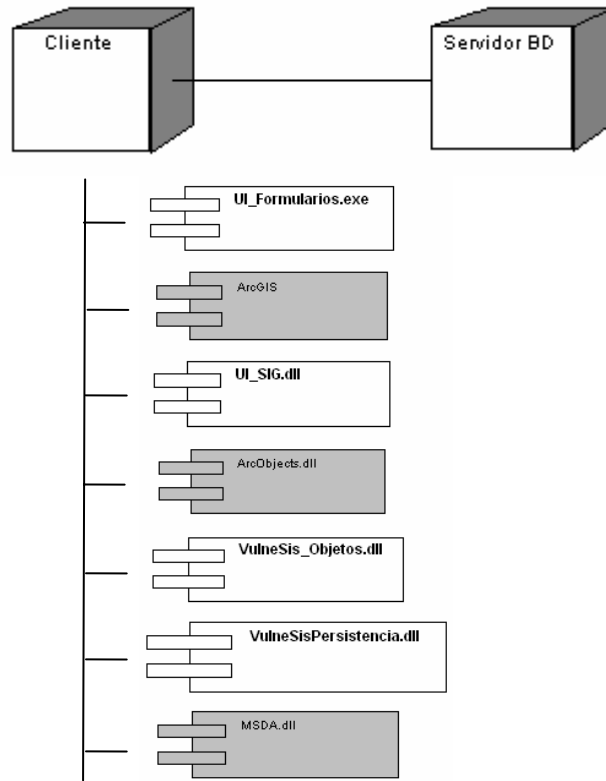 Cliente
Servidor BD
UI_Formularios.exe
ArcGIS
UI_SIG.dll
ArcObjects.dll
VulneSis_Objetos.dll
VulneSisPersistencia.dll
MSDA.dll